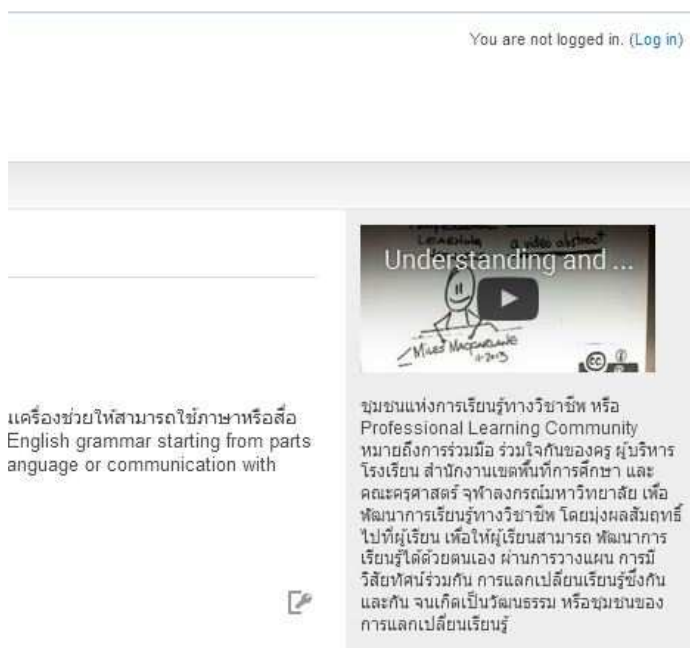 You are not logged in. (Log in)
LEARNING a video abstract
Understanding and ...
MILES MACFARLANE
11-2013
cc
แครื่องช่วยให้สามารถใช้ภาษาหรือสื่อ
English grammar starting from parts
anguage or communication with
ชุมชนแห่งการเรียนรู้ทางวิชาชีพ หรือ
Professional Learning Community
หมายถึงการร่วมมือ ร่วมใจกันของครู ผู้บริหาร
โรงเรียน สำนักงานเขตพื้นที่การศึกษา และ
คณะครุศาสตร์ จุฬาลงกรณ์มหาวิทยาลัย เพื่อ
พัฒนาการเรียนรู้ทางวิชาชีพ โดยมุ่งผลสัมฤทธิ์
ไปที่ผู้เรียน เพื่อให้ผู้เรียนสามารถ พัฒนาการ
เรียนรู้ได้ด้วยตนเอง ผ่านการวางแผน การมี
วิสัยทัศน์ร่วมกัน การแลกเปลี่ยนเรียนรู้ซึ่งกัน
และกัน จนเกิดเป็นวัฒนธรรม หรือชุมชนของ
การแลกเปลี่ยนเรียนรู้